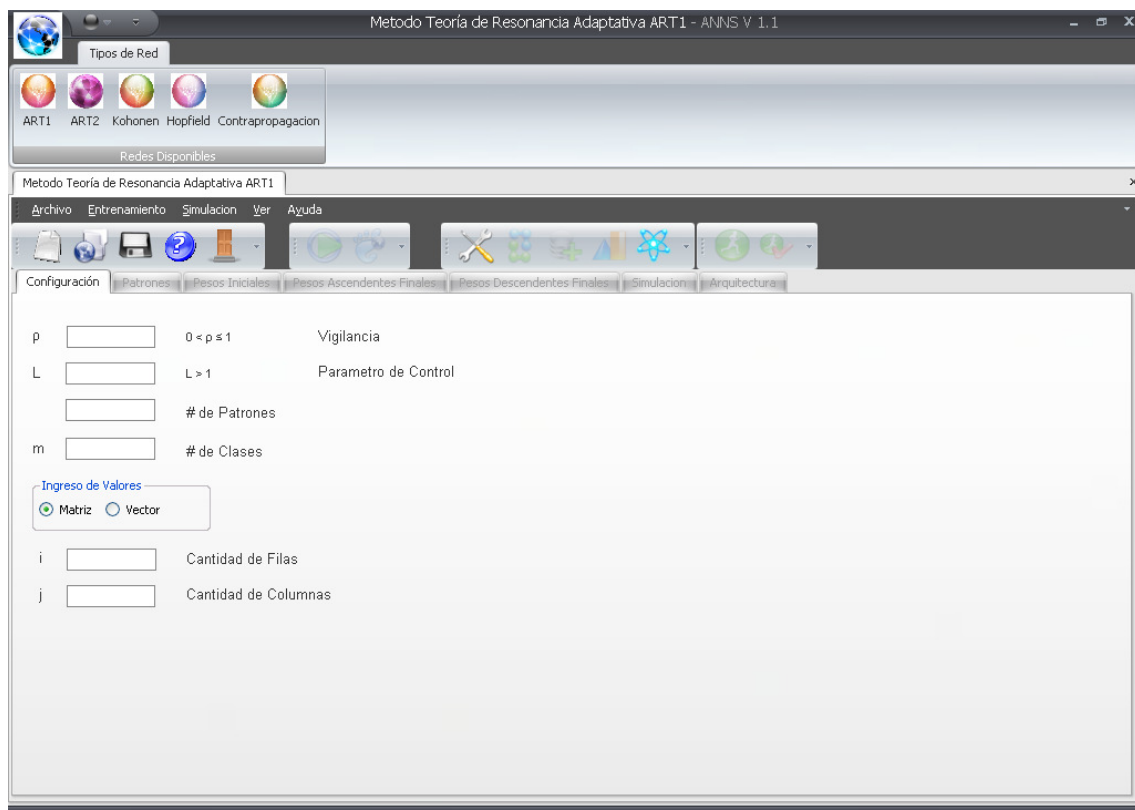 Metodo Teoría de Resonancia Adaptativa ART1 - ANNS V 1.1
Tipos de Red
ART1 ART2 Kohonen Hopfield Contrapropagacion
Redes Disponibles
Metodo Teoría de Resonancia Adaptativa ART1
Archivo Entrenamiento Simulacion Ver Ayuda
Configuración Patrones Pesos Iniciales Pesos Ascendentes Finales Pesos Descendentes Finales Simulacion Arquitectura
ρ 0 < ρ ≤ 1 Vigilancia
L L > 1 Parametro de Control
# de Patrones
m # de Clases
Ingreso de Valores
Matriz Vector
i Cantidad de Filas
j Cantidad de Columnas